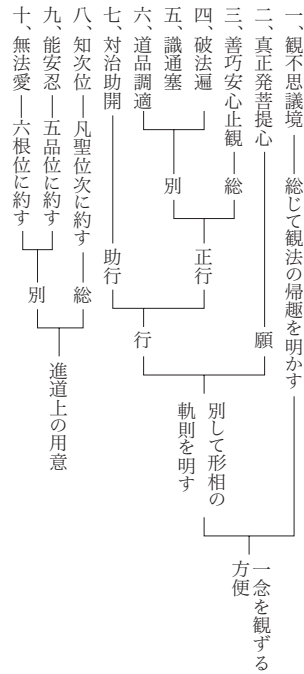 一、観不思議境
総じて観法の帰趣を明かす
二、真正発菩提心
願
三、善巧安心止観
総
四、破法遍
五、識通塞
六、道品調適
別
正行
七、対治助開
助行
行
別して形相の
軌則を明す
一念を観ずる
方便
八、知次位
凡聖位次に約す
総
九、能安忍
五品位に約す
十、無法愛
六根位に約す
別
進道上の用意